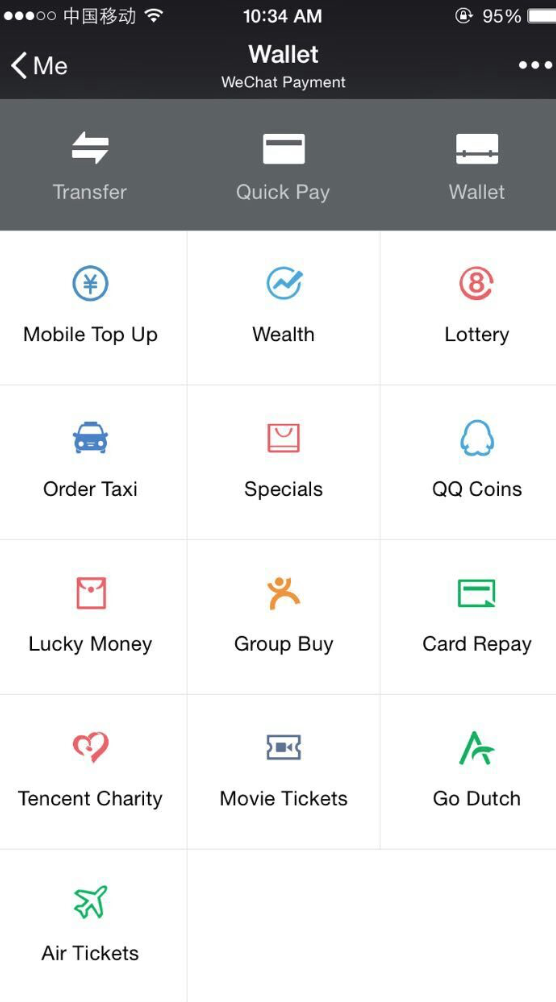 中国移动 10:34 AM 95%
Me Wallet
WeChat Payment
Transfer Quick Pay Wallet
¥ 8
Mobile Top Up Wealth Lottery
Order Taxi Specials QQ Coins
Lucky Money Group Buy Card Repay
Tencent Charity Movie Tickets Go Dutch
Air Tickets